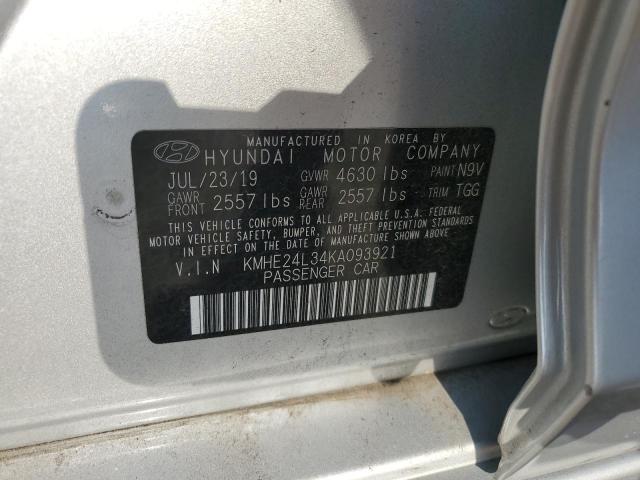 MANUFACTURED IN KOREA BY
HYUNDAI MOTOR COMPANY
JUL/23/19 GVWR 4630 lbs PAINT N9V
GAWR FRONT 2557 lbs GAWR REAR 2557 lbs TRIM TGG
THIS VEHICLE CONFORMS TO ALL APPLICABLE U.S.A. FEDERAL
MOTOR VEHICLE SAFETY, BUMPER, AND THEFT PREVENTION STANDARDS
IN EFFECT ON THE DATE OF MANUFACTURE SHOWN ABOVE.
V.I.N KMHE24L34KA093921
PASSENGER CAR